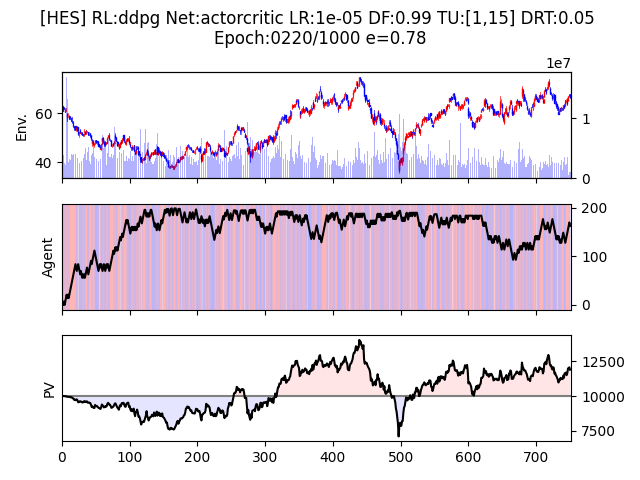 [HES] RL:ddpg Net:actorcritic LR:1e-05 DF:0.99 TU:[1,15] DRT:0.05
Epoch:0220/1000 e=0.78
1e7
Env.
60
40
1
0
Agent
200
100
0
PV
12500
10000
7500
0 100 200 300 400 500 600 700